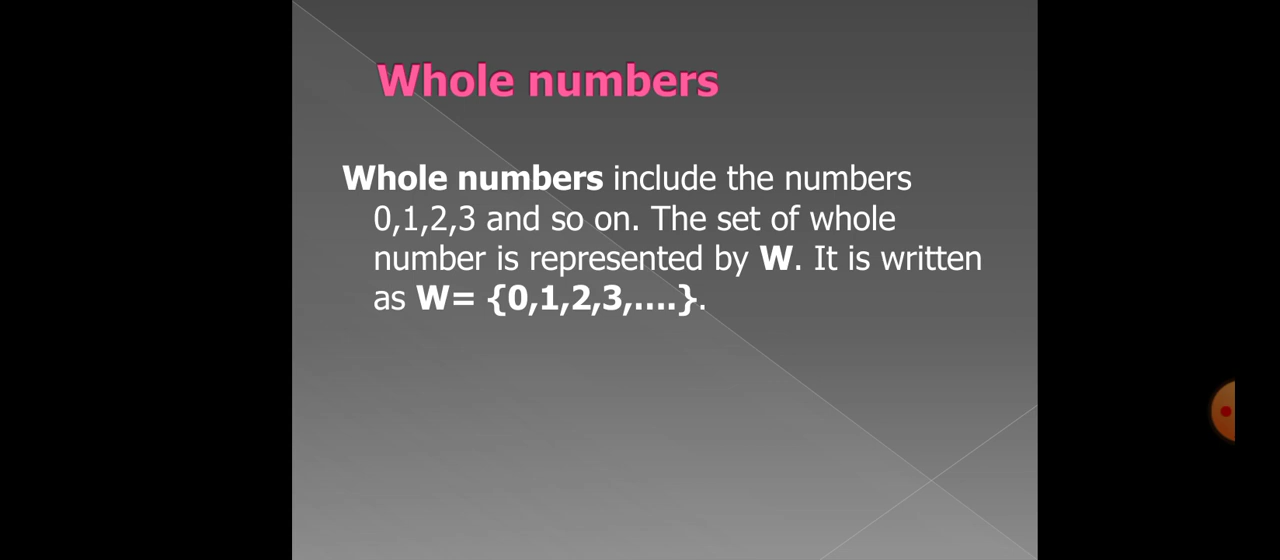 Whole numbers
Whole numbers include the numbers
0,1,2,3 and so on. The set of whole
number is represented by W. It is written
as W= {0,1,2,3,....}.